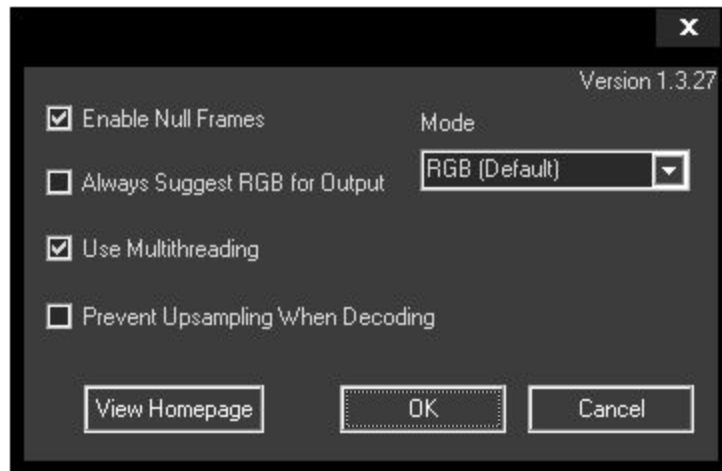 X
Version 1.3.27
Enable Null Frames
Mode
Always Suggest RGB for Output
RGB (Default)
Use Multithreading
Prevent Upsampling When Decoding
View Homepage
OK
Cancel